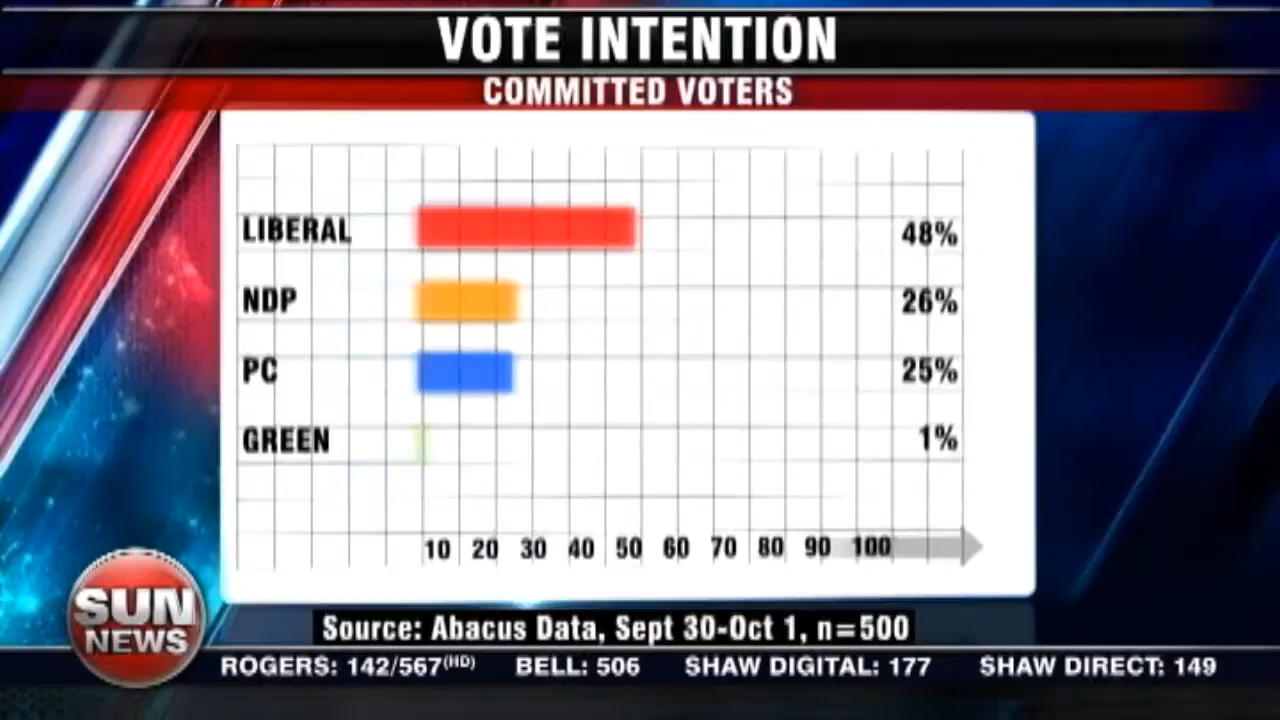 VOTE INTENTION
COMMITTED VOTERS
LIBERAL 48%
NDP 26%
PC 25%
GREEN 1%
10 20 30 40 50 60 70 80 90 100
Source: Abacus Data, Sept 30-Oct 1, n=500
SUN
NEWS
ROGERS: 142/567(HD) BELL: 506 SHAW DIGITAL: 177 SHAW DIRECT: 149